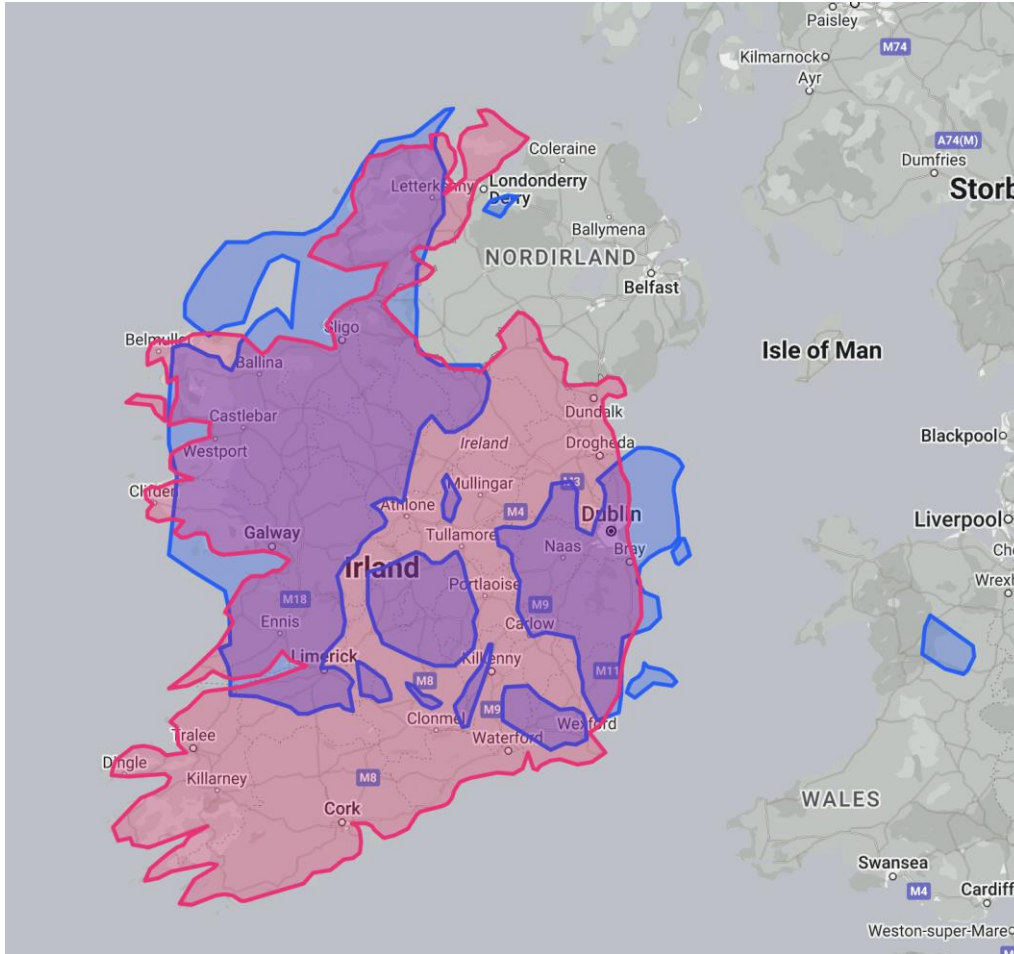 Paisley
M74
Kilmarnock
Ayr
A74(M)
Dumfries
Storb
Coleraine
Londonderry
Derry
Letterkenny
Ballymena
NORDIRLAND
Belfast
Belmullet
Sligo
Ballina
Isle of Man
Castlebar
Westport
Dundalk
Ireland
Drogheda
Blackpool
Clifden
Mullingar
M3
Athlone
M4
Dublin
Liverpool
Galway
Tullamore
Naas
Bray
Irland
Portlaoise
Wrexh
M18
M9
Ennis
Carlow
Limerick
Kilkenny
M11
M8
M9
Clonmel
Wexford
Tralee
Waterford
Dingle
Killarney
M8
WALES
Cork
Swansea
M4
Cardiff
Weston-super-Mare